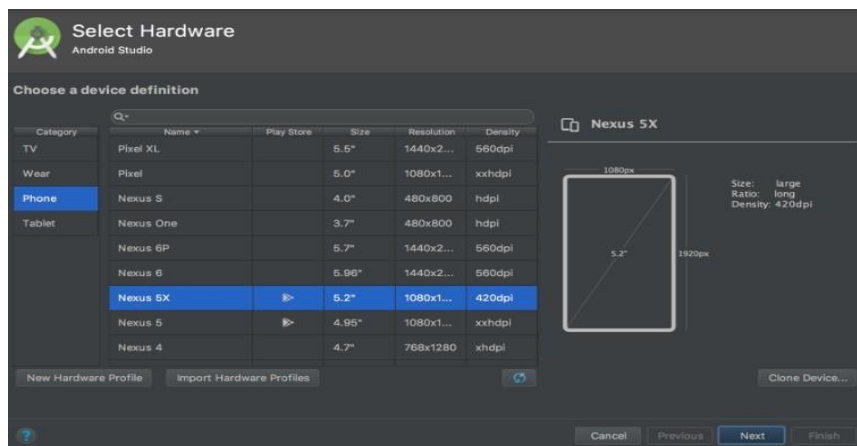 Select Hardware
Android Studio
Choose a device definition
Category
Name Play Store Size Resolution Density
TV
Wear
Phone
Tablet
Pixel XL 5.5" 1440x2... 560dpi
Pixel 5.0" 1080x1... xxhdpi
Nexus S 4.0" 480x800 hdpi
Nexus One 3.7" 480x800 hdpi
Nexus 6P 5.7" 1440x2... 560dpi
Nexus 6 5.96" 1440x2... 560dpi
Nexus 5X 5.2" 1080x1... 420dpi
Nexus 5 4.95" 1080x1... xxhdpi
Nexus 4 4.7" 768x1280 xhdpi
New Hardware Profile Import Hardware Profiles
Nexus 5X
1080px
5.2"
1920px
Size: large
Ratio: long
Density: 420dpi
Clone Device...
? Cancel Previous Next Finish